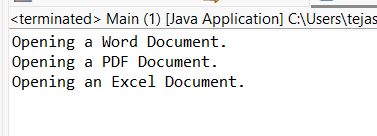 <terminated> Main (1) [Java Application] C:\Users\tejas
Opening a Word Document.
Opening a PDF Document.
Opening an Excel Document.